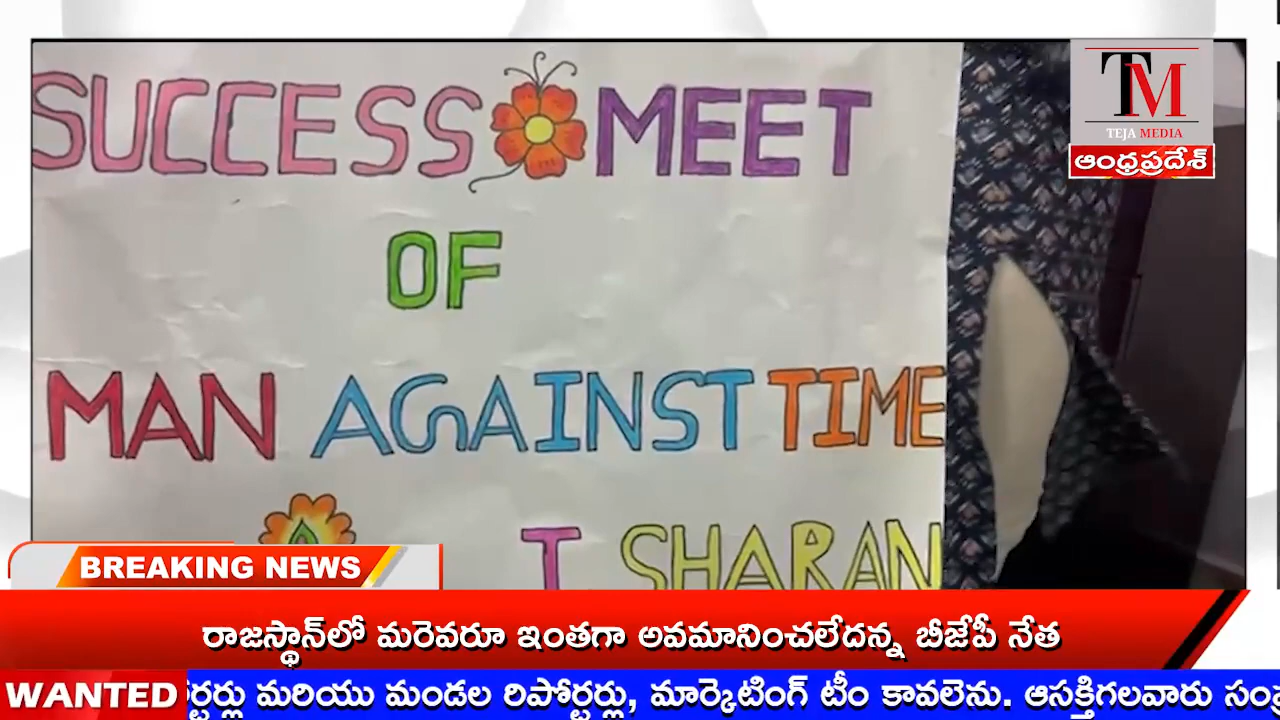 SUCCESS MEET
OF
MAN AGAINST TIME
T SHARAN
TM
TEJA MEDIA
ఆంధ్రప్రదేశ్
BREAKING NEWS
రాజస్థాన్‌లో మరెవరూ ఇంతగా అవమానించలేదన్న బీజేపీ నేత
WANTED
మరియు మండల రిపోర్టర్లు, మార్కెటింగ్ టీం కావలెను. ఆసక్తిగలవారు